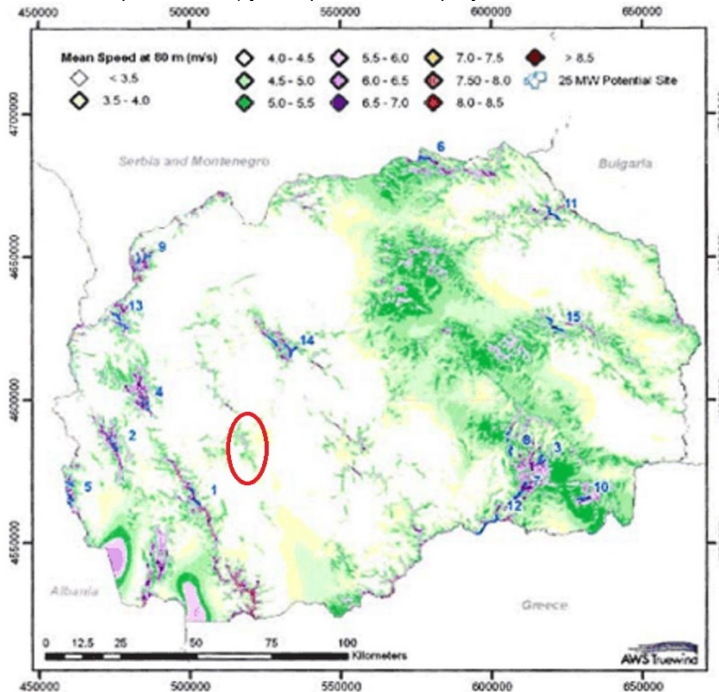 450000 500000 550000 600000 650000
Mean Speed at 80 m (m/s)
< 3.5
3.5 - 4.0
4.0 - 4.5
4.5 - 5.0
5.0 - 5.5
5.5 - 6.0
6.0 - 6.5
6.5 - 7.0
7.0 - 7.5
7.50 - 8.0
8.0 - 8.5
> 8.5
25 MW Potential Site
4700000
4650000
4600000
4550000
Serbia and Montenegro
Bulgaria
6
11
9
13
14
15
4
2
8
3
5
1
7
10
12
Albania
Greece
0 12.5 25 50 75 100
Kilometers
AWS Truewind
450000 500000 550000 600000 650000